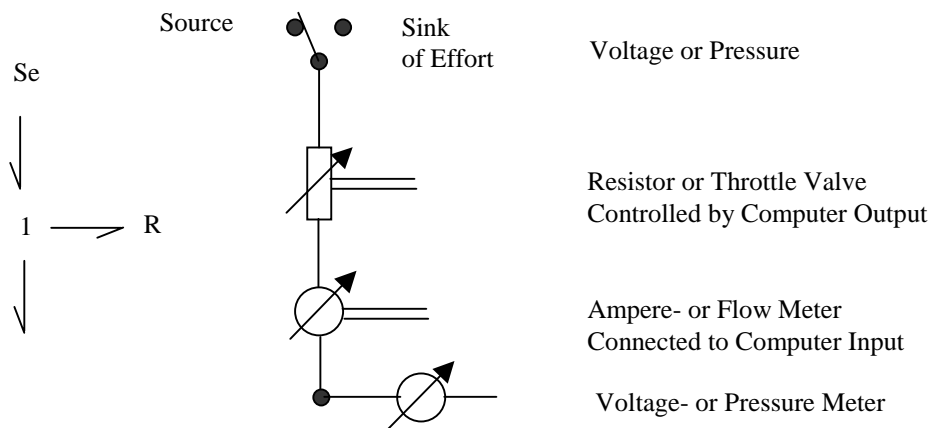 Source
Sink
of Effort
Voltage or Pressure
Se
Resistor or Throttle Valve
Controlled by Computer Output
1
R
Ampere- or Flow Meter
Connected to Computer Input
Voltage- or Pressure Meter